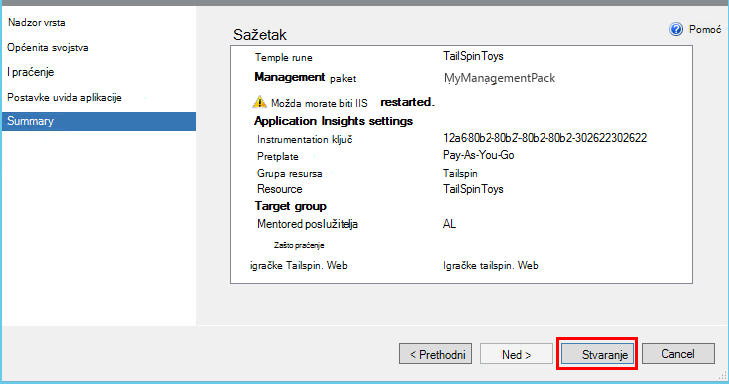 Nadzor vrsta
Općenita svojstva
I praćenje
Postavke uvida aplikacije
Summary
Sažetak
Pomoć
Temple rune TailSpinToys
Management paket MyManagementPack
Možda morate biti IIS restarted.
Application Insights settings
Instrumentation ključ 12a6-80b2-80b7-80b2-80b2-302622302622
Pretplate Pay-As-You-Go
Grupa resursa Tailspin
Resource TailSpinToys
Target group
Mentored poslužitelja AL
Zašto praćenje
igračke Tailspin. Web Igračke tailspin. Web
< Prethodni Ned > Stvaranje Cancel